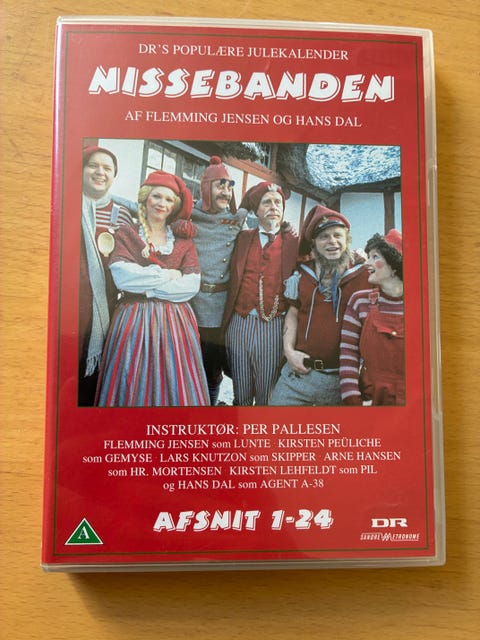 DR'S POPULÆRE JULEKALENDER
NISSEBANDEN
AF FLEMMING JENSEN OG HANS DAL
INSTRUKTØR: PER PALLESEN
FLEMMING JENSEN som LUNTE · KIRSTEN PEÜLICHE
som GEMYSE · LARS KNUTZON som SKIPPER · ARNE HANSEN
som HR. MORTENSEN · KIRSTEN LEHFELDT som PIL
og HANS DAL som AGENT A-38
AFSNIT 1-24
A
DR
SANDREW METRONOME